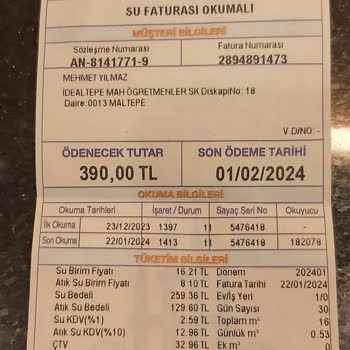 SU FATURASI OKUMALI
MÜŞTERİ BİLGİLERİ
Sözleşme Numarası Fatura Numarası
AN-8141771-9 2894891473
MEHMET YILMAZ
İDEALTEPE MAH ÖGRETMENLER SK DiskapiNo: 18
Daire:0013 MALTEPE
V.D/NO: -
ÖDENECEK TUTAR SON ÖDEME TARİHİ
390,00 TL 01/02/2024
OKUMA BİLGİLERİ
Okuma Tarihleri İşaret / Durum Sayaç Seri No Okuyucu
İlk Okuma 23/12/2023 1397 11 5476418 -
Son Okuma 22/01/2024 1413 11 5476418 182078
TÜKETİM BİLGİLERİ
Su Birim Fiyatı 16.21 TL Dönem 202401
Atık Su Birim Fiyatı 8.10 TL Fatura Tarihi 22/01/2024
Su Bedeli 259.36 TL Ev/İş Yeri 1/0
Atık Su Bedeli 129.60 TL Gün Sayısı 30
Su KDV(%1) 2.59 TL Toplam m³ 16
Atık Su KDV(%10) 12.96 TL Günlük m³ 0.53
ÇTV 32.96 TL Ek m³ 0